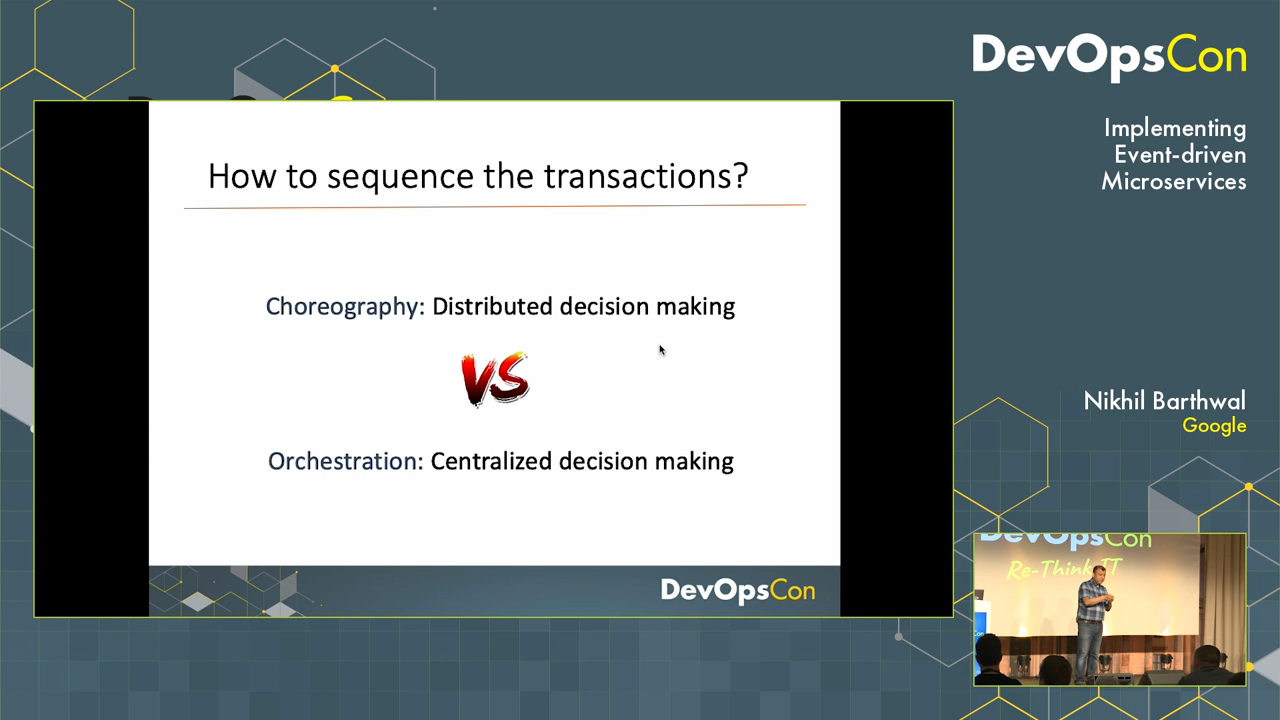 DevOpsCon
Implementing
Event-driven
Microservices
How to sequence the transactions?
Choreography: Distributed decision making
VS
Orchestration: Centralized decision making
DevOpsCon
Nikhil Barthwal
Google
DevOpsCon
Re-Think IT